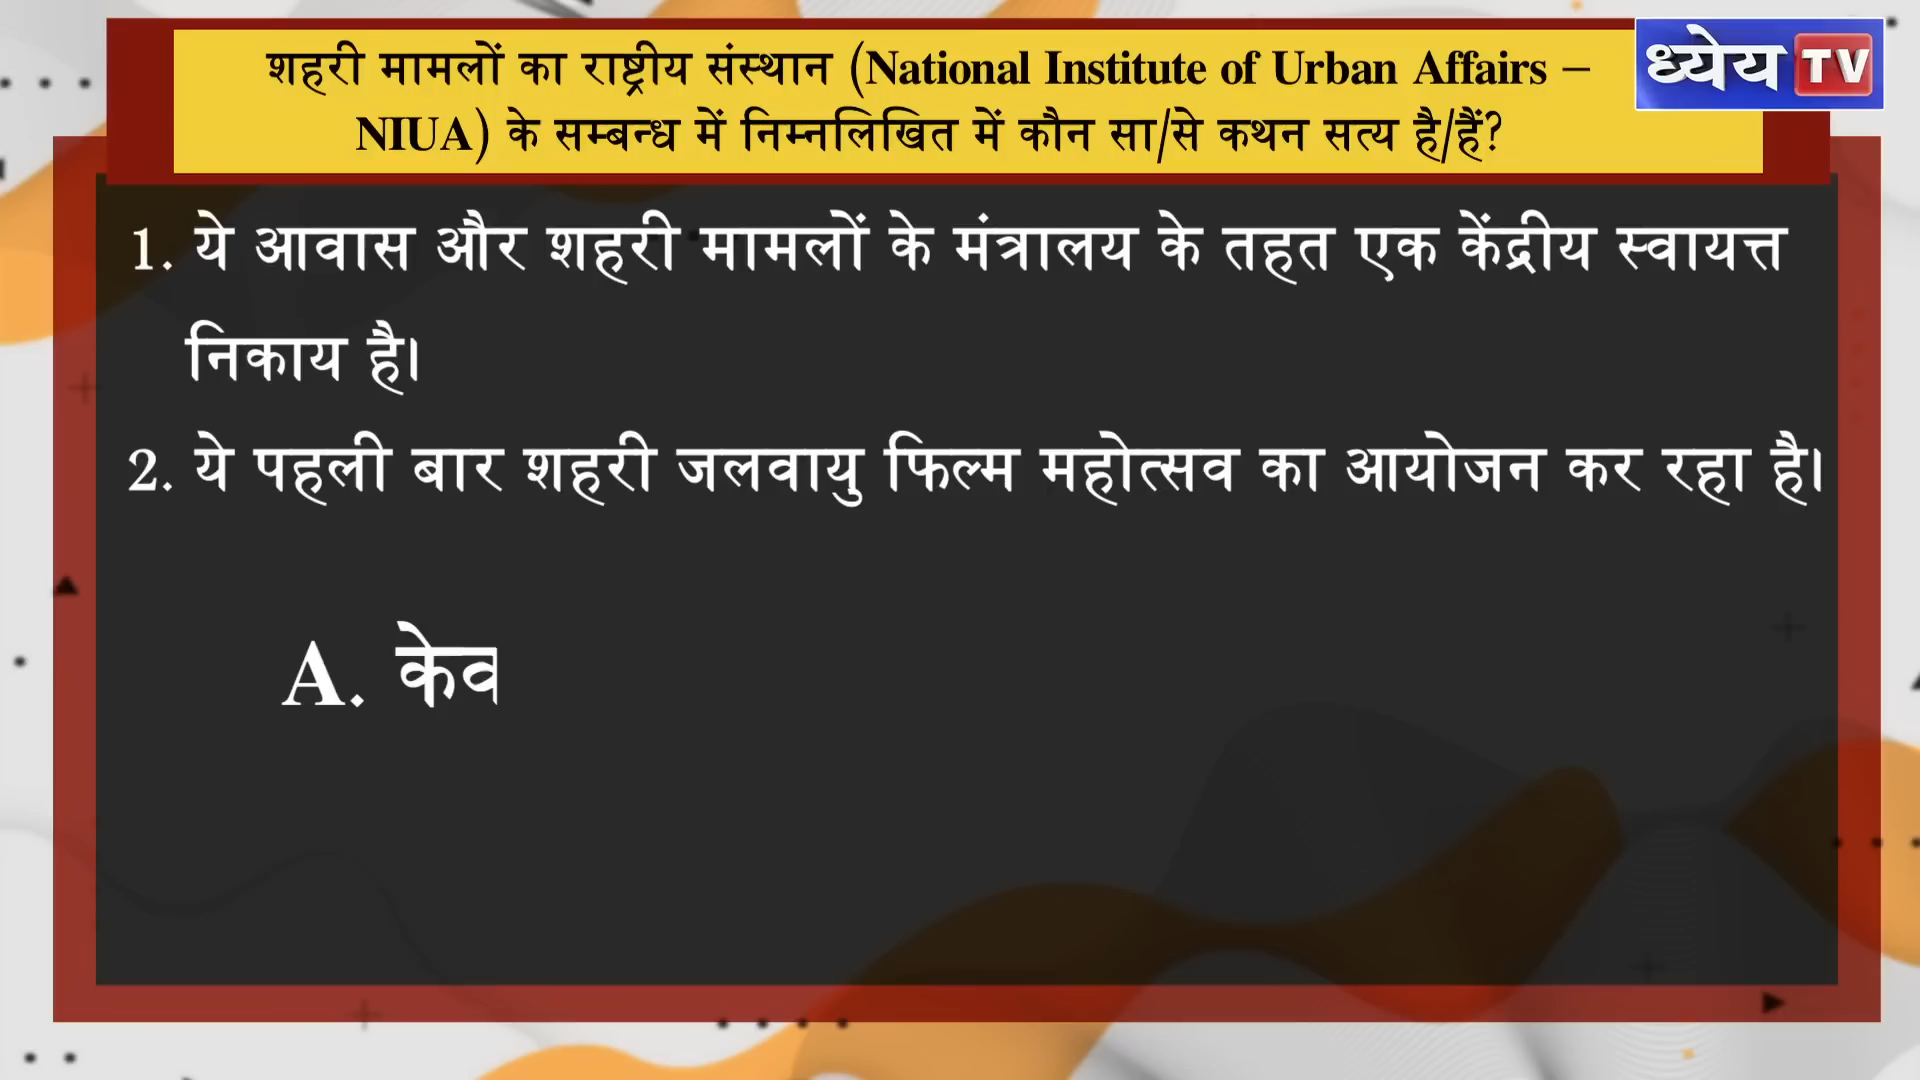 शहरी मामलों का राष्ट्रीय संस्थान (National Institute of Urban Affairs –
NIUA) के सम्बन्ध में निम्नलिखित में कौन सा/से कथन सत्य है/हैं?
ध्येय TV
1. ये आवास और शहरी मामलों के मंत्रालय के तहत एक केंद्रीय स्वायत्त
निकाय है।
2. ये पहली बार शहरी जलवायु फिल्म महोत्सव का आयोजन कर रहा है।
A. केव